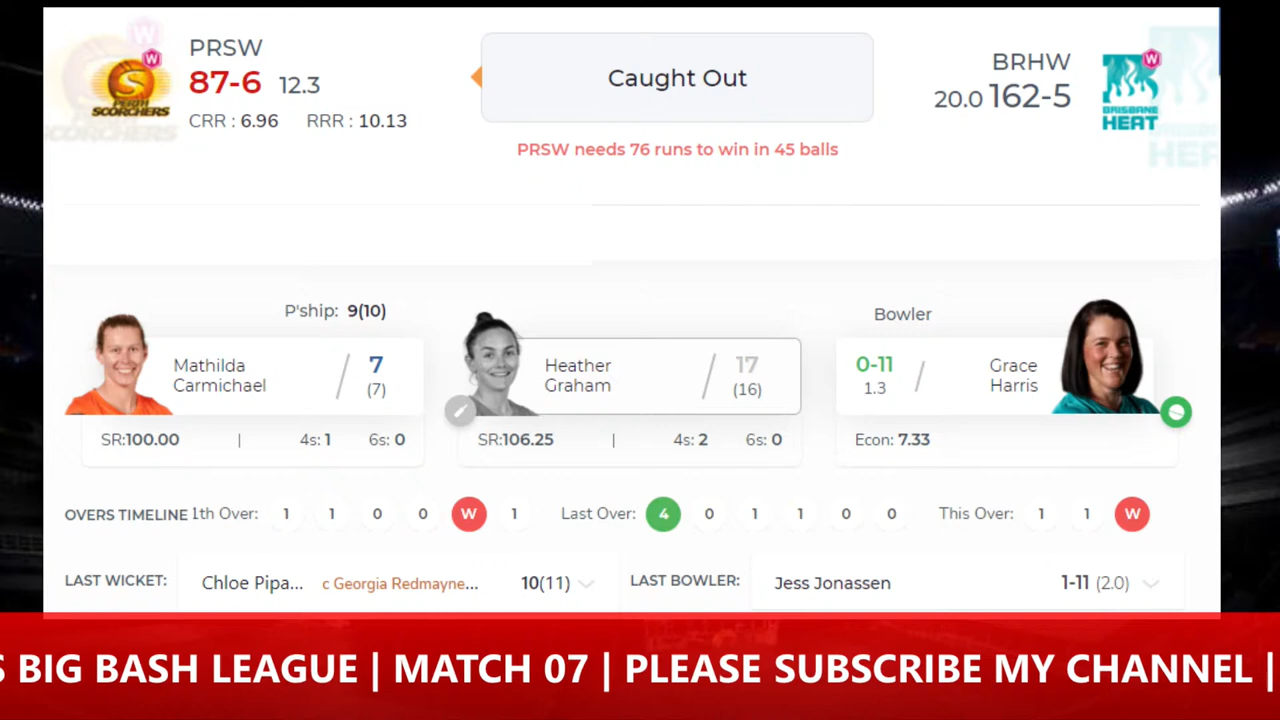 PRSW
87-6 12.3
CRR : 6.96 RRR : 10.13
W
PERTH
SCORCHERS
Caught Out
PRSW needs 76 runs to win in 45 balls
BRHW
20.0 162-5
W
BRISBANE
HEAT
P'ship: 9(10)
Mathilda
Carmichael
7
(7)
SR:100.00 | 4s: 1 6s: 0
Heather
Graham
17
(16)
SR:106.25 | 4s: 2 6s: 0
Bowler
0-11
1.3
Grace
Harris
Econ: 7.33
OVERS TIMELINE 1th Over: 1 1 0 0 W 1 Last Over: 4 0 1 1 0 0 This Over: 1 1 W
LAST WICKET: Chloe Pipa... c Georgia Redmayne... 10(11) LAST BOWLER: Jess Jonassen 1-11 (2.0)
S BIG BASH LEAGUE | MATCH 07 | PLEASE SUBSCRIBE MY CHANNEL |